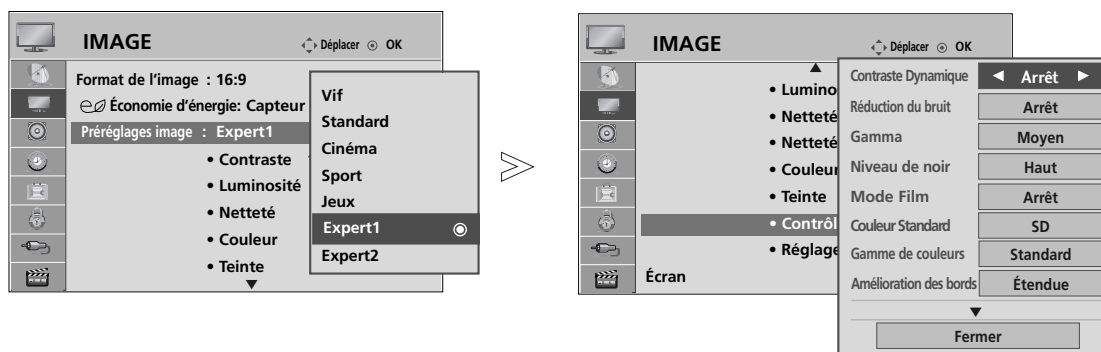 IMAGE
Déplacer OK
Format de l'image : 16:9
Économie d'énergie: Capteur
Préréglages image : Expert1
• Contraste
• Luminosité
• Netteté
• Couleur
• Teinte
Vif
Standard
Cinéma
Sport
Jeux
Expert1
Expert2
IMAGE
Déplacer OK
• Lumino
• Netteté
• Netteté
• Couleur
• Teinte
• Contrôl
• Réglage
Écran
Contraste Dynamique Arrêt
Réduction du bruit Arrêt
Gamma Moyen
Niveau de noir Haut
Mode Film Arrêt
Couleur Standard SD
Gamme de couleurs Standard
Amélioration des bords Étendue
Fermer